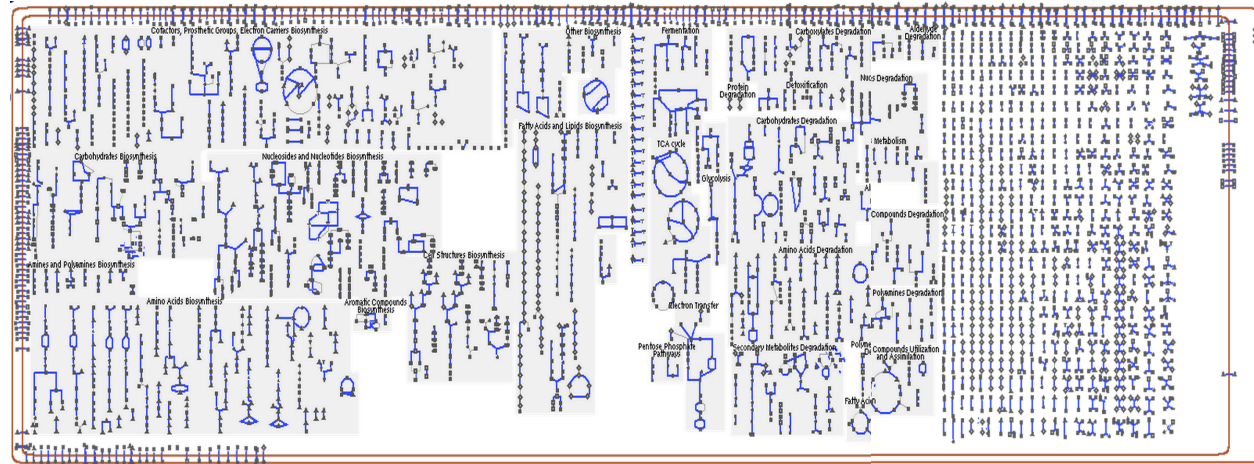 Cofactors, Prosthetic Groups, Electron Carriers Biosynthesis
Other Biosynthesis
Fermentation
Carboxylates Degradation
Aldehyde
Degradation
Protein
Degradation
Detoxification
Degradation
Fatty Acids and Lipids Biosynthesis
Carbohydrates Degradation
TCA cycle
Metabolism
Carbohydrates Biosynthesis
Nucleosides and Nucleotides Biosynthesis
Glycolysis
Compounds Degradation
Cell Structures Biosynthesis
Amino Acids Degradation
Amines and Polyamines Biosynthesis
Polyamines Degradation
Amino Acids Biosynthesis
Aromatic Compounds
Biosynthesis
Electron Transfer
Pentose Phosphate
Pathways
Secondary Metabolites Degradation
Compounds Utilization
and Assimilation
Fatty Acid